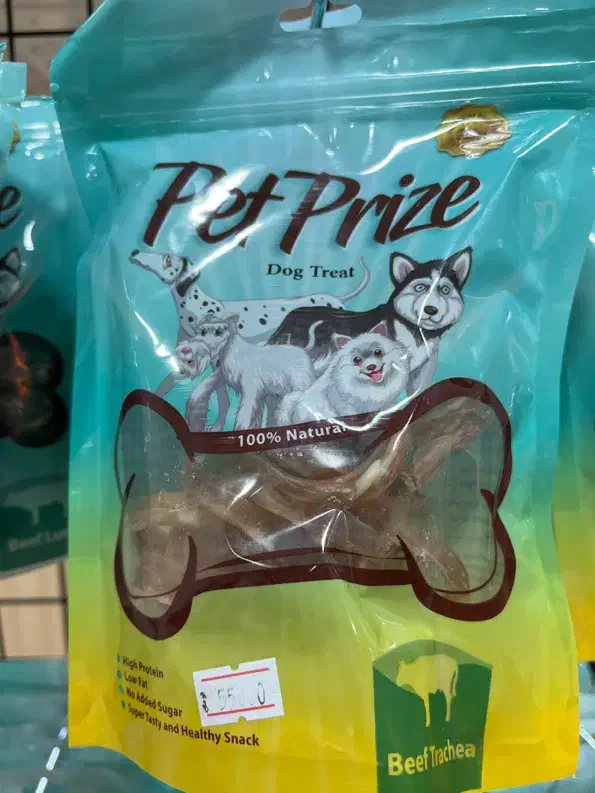 Pet Prize
Dog Treat
100% Natural
High Protein
Low Fat
No Added Sugar
Super Tasty and Healthy Snack
Beef Trachea
e
Beef